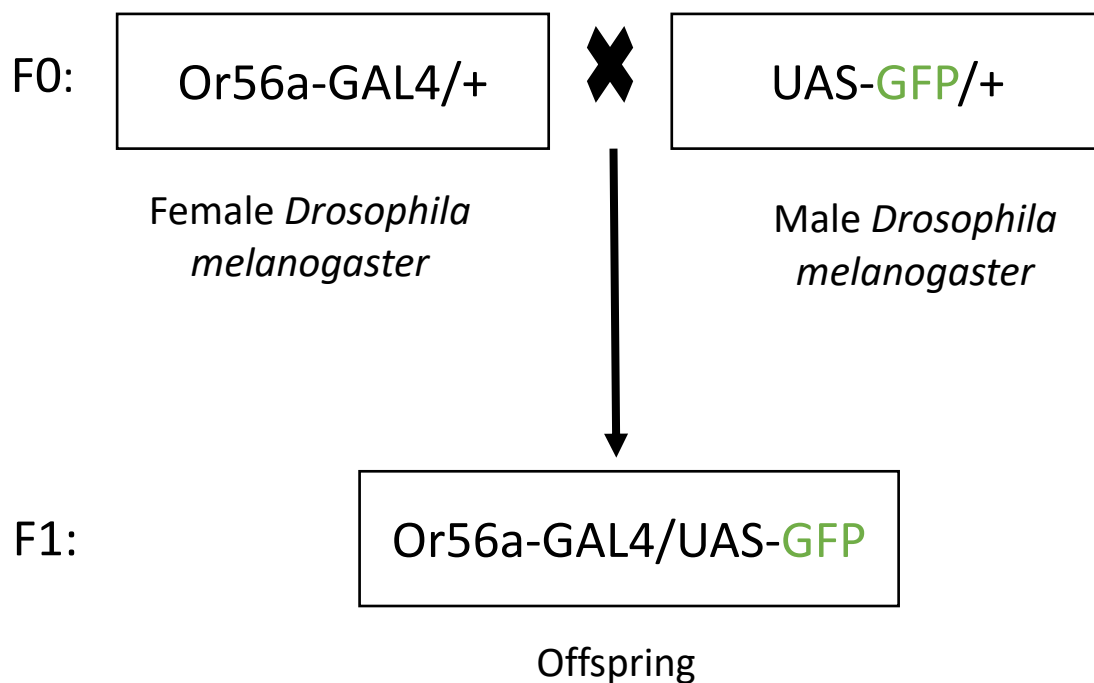 F0:
Or56a-GAL4/+
UAS-GFP/+
Female Drosophila
melanogaster
Male Drosophila
melanogaster
F1:
Or56a-GAL4/UAS-GFP
Offspring